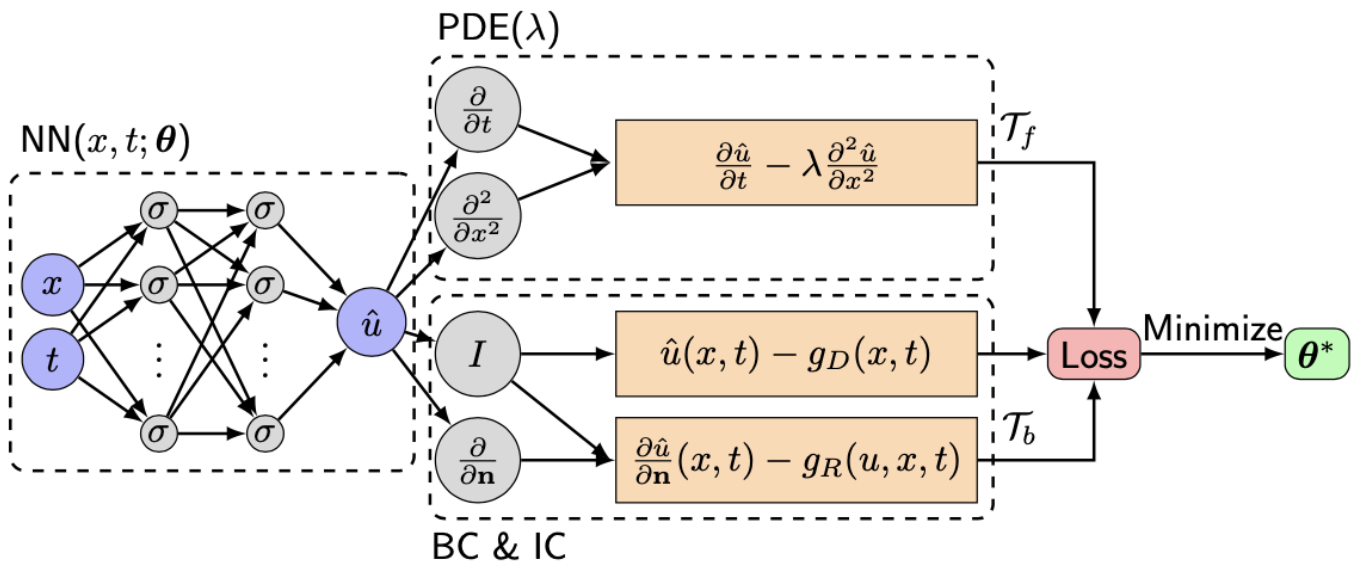 PDE(λ)
NN(x, t; θ)
∂/∂t
∂²/∂x²
∂û/∂t − λ ∂²û/∂x²
𝒯_f
σ σ
x σ σ
t
⋮ ⋮
σ σ
û
I
û(x, t) − g_D(x, t)
∂/∂n
∂û/∂n(x, t) − g_R(u, x, t)
𝒯_b
Loss
Minimize
θ*
BC & IC